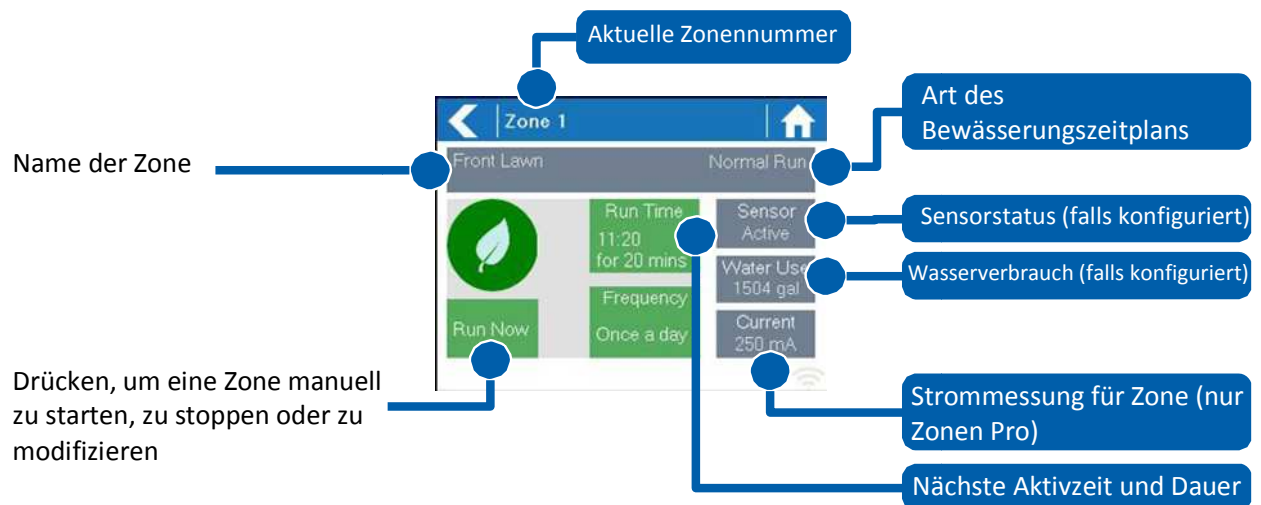 Aktuelle Zonennummer
Zone 1
Art des
Bewässerungszeitplans
Name der Zone
Front Lawn
Normal Run
Run Time
11:20
for 20 mins
Sensor
Active
Sensorstatus (falls konfiguriert)
Water Use
1504 gal
Wasserverbrauch (falls konfiguriert)
Run Now
Frequency
Once a day
Current
250 mA
Drücken, um eine Zone manuell
zu starten, zu stoppen oder zu
modifizieren
Strommessung für Zone (nur
Zonen Pro)
Nächste Aktivzeit und Dauer